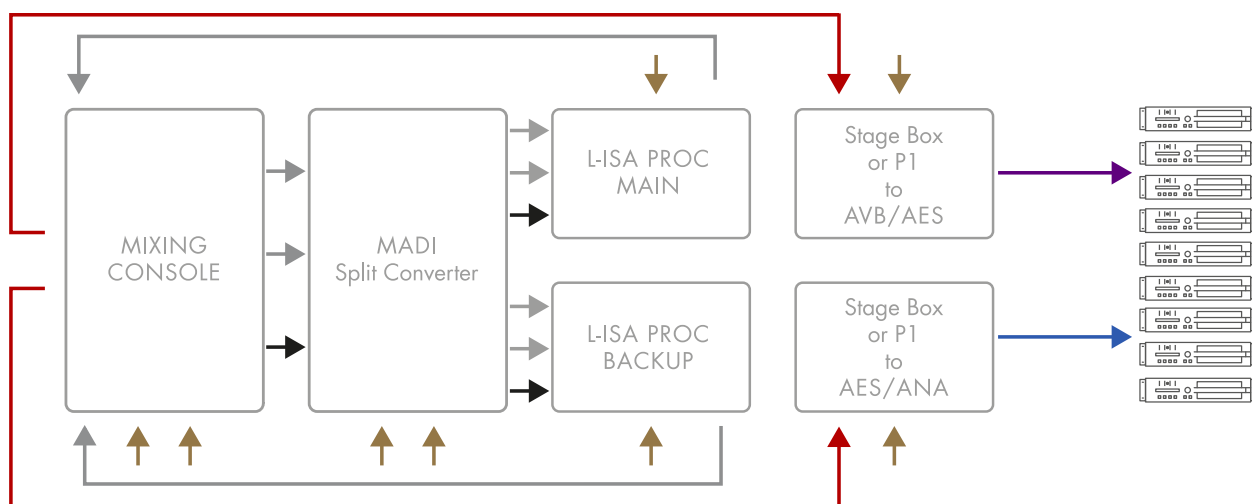 MIXING
CONSOLE
MADI
Split Converter
L-ISA PROC
MAIN
L-ISA PROC
BACKUP
Stage Box
or P1
to
AVB/AES
Stage Box
or P1
to
AES/ANA